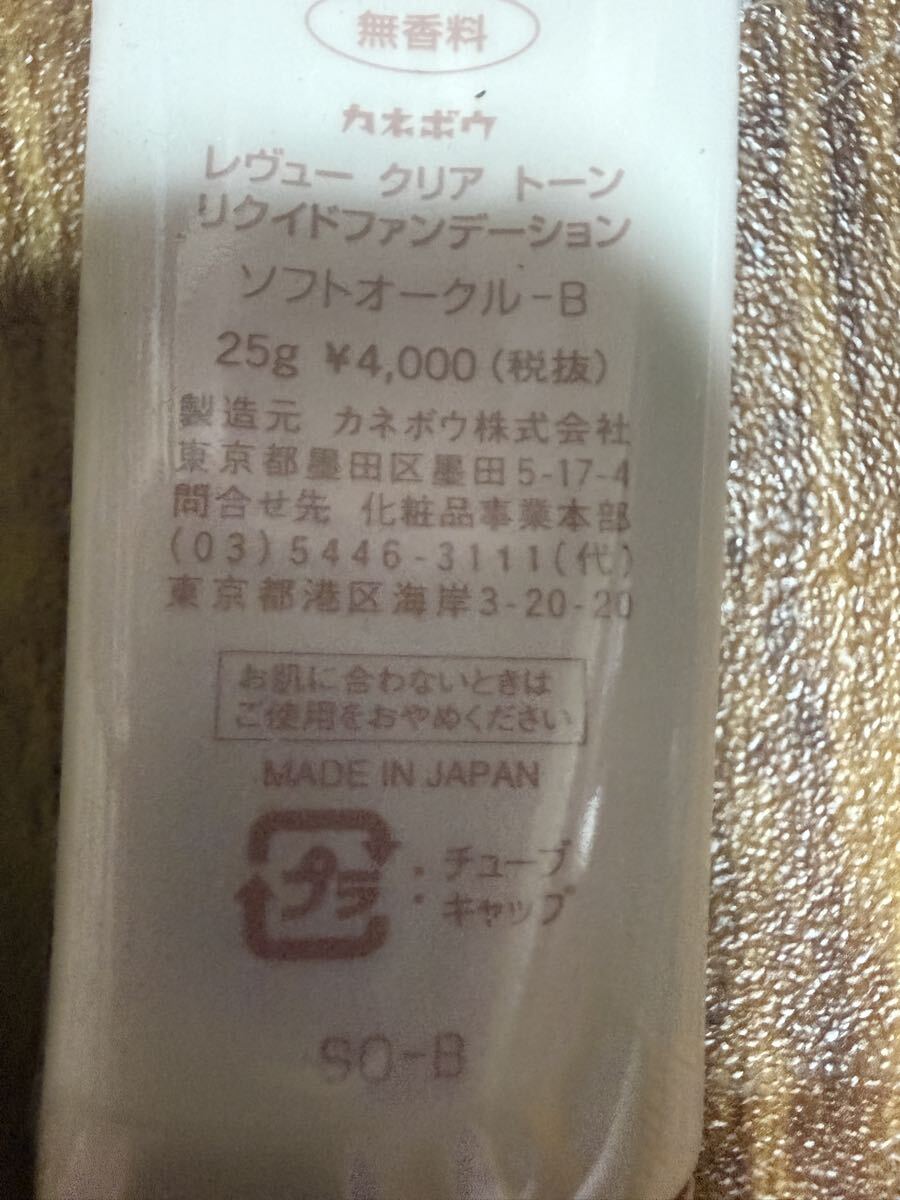 無香料
カネボウ
レヴュー クリア トーン
リクイドファンデーション
ソフトオークル-B
25g ¥4,000(税抜)
製造元 カネボウ株式会社
東京都墨田区墨田5-17-4
問合せ先 化粧品事業本部
(03)5446-3111(代)
東京都港区海岸3-20-20
お肌に合わないときは
ご使用をおやめください
MADE IN JAPAN
プラ : チューブ
キャップ
SO-B